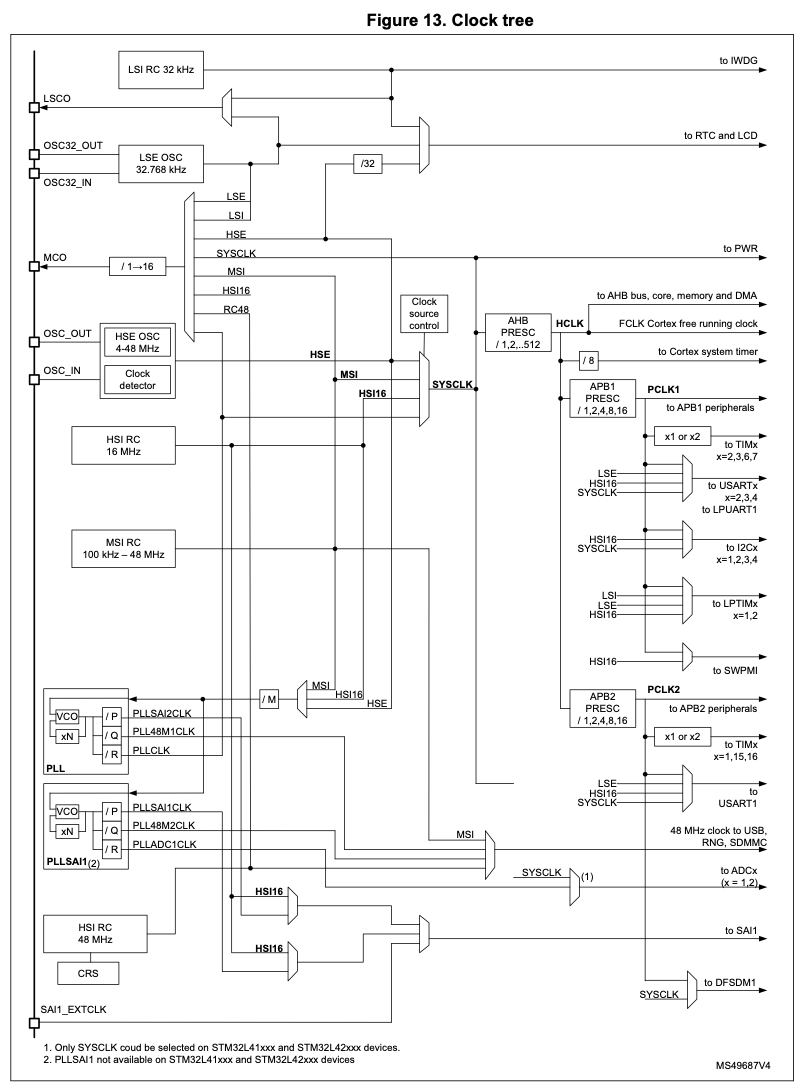 Figure 13. Clock tree
LSI RC 32 kHz
to IWDG
LSCO
to RTC and LCD
OSC32_OUT
LSE OSC
32.768 kHz
/32
OSC32_IN
LSE
LSI
HSE
SYSCLK
to PWR
MCO
/ 1→16
MSI
HSI16
RC48
Clock
source
control
to AHB bus, core, memory and DMA
AHB
PRESC
/ 1,2,..512
HCLK
FCLK Cortex free running clock
OSC_OUT
HSE OSC
4-48 MHz
HSE
/ 8
to Cortex system timer
OSC_IN
Clock
detector
MSI
HSI16
SYSCLK
APB1
PRESC
/ 1,2,4,8,16
PCLK1
to APB1 peripherals
HSI RC
16 MHz
x1 or x2
to TIMx
x=2,3,6,7
LSE
HSI16
SYSCLK
to USARTx
x=2,3,4
to LPUART1
MSI RC
100 kHz – 48 MHz
HSI16
SYSCLK
to I2Cx
x=1,2,3,4
LSI
LSE
HSI16
to LPTIMx
x=1,2
HSI16
to SWPMI
MSI
HSI16
HSE
/ M
APB2
PRESC
/ 1,2,4,8,16
PCLK2
to APB2 peripherals
VCO
xN
/ P
/ Q
/ R
PLLSAI2CLK
PLL48M1CLK
PLLCLK
PLL
x1 or x2
to TIMx
x=1,15,16
LSE
HSI16
SYSCLK
to
USART1
VCO
xN
/ P
/ Q
/ R
PLLSAI1CLK
PLL48M2CLK
PLLADC1CLK
PLLSAI1(2)
MSI
48 MHz clock to USB,
RNG, SDMMC
SYSCLK
(1)
to ADCx
(x = 1,2)
HSI16
HSI RC
48 MHz
to SAI1
HSI16
CRS
to DFSDM1
SYSCLK
SAI1_EXTCLK
1. Only SYSCLK coud be selected on STM32L41xxx and STM32L42xxx devices.
2. PLLSAI1 not available on STM32L41xxx and STM32L42xxx devices
MS49687V4